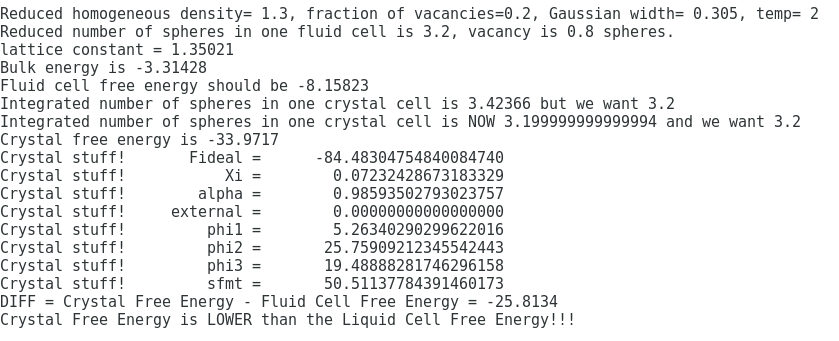 Reduced homogeneous density= 1.3, fraction of vacancies=0.2, Gaussian width= 0.305, temp= 2
Reduced number of spheres in one fluid cell is 3.2, vacancy is 0.8 spheres.
lattice constant = 1.35021
Bulk energy is -3.31428
Fluid cell free energy should be -8.15823
Integrated number of spheres in one crystal cell is 3.42366 but we want 3.2
Integrated number of spheres in one crystal cell is NOW 3.199999999999994 and we want 3.2
Crystal free energy is -33.9717
Crystal stuff!       Fideal =      -84.48304754840084740
Crystal stuff!           Xi =        0.07232428673183329
Crystal stuff!        alpha =        0.98593502793023757
Crystal stuff!     external =        0.00000000000000000
Crystal stuff!         phi1 =        5.26340290299622016
Crystal stuff!         phi2 =       25.75909212345542443
Crystal stuff!         phi3 =       19.48888281746296158
Crystal stuff!         sfmt =       50.51137784391460173
DIFF = Crystal Free Energy - Fluid Cell Free Energy = -25.8134
Crystal Free Energy is LOWER than the Liquid Cell Free Energy!!!